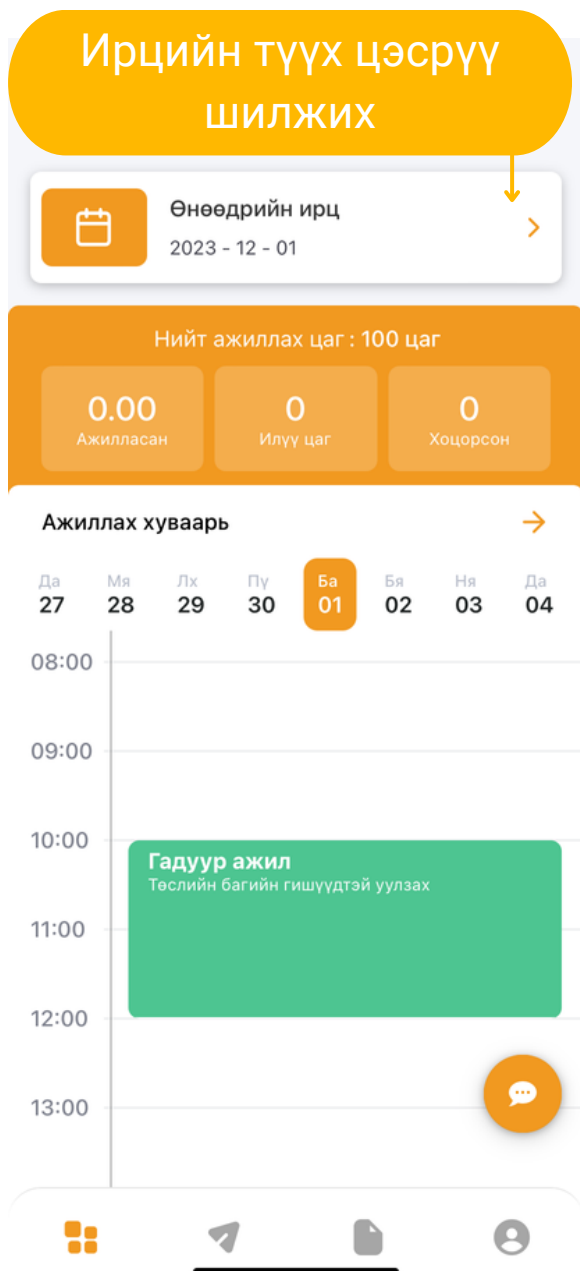 Ирцийн түүх цэсрүү
шилжих
Өнөөдрийн ирц
2023 - 12 - 01
Нийт ажиллах цаг : 100 цаг
0.00 0 0
Ажилласан Илүү цаг Хоцорсон
Ажиллах хуваарь
Да Мя Лх Пү Ба Бя Ня Да
27 28 29 30 01 02 03 04
08:00
09:00
10:00
Гадуур ажил
Төслийн багийн гишүүдтэй уулзах
11:00
12:00
13:00